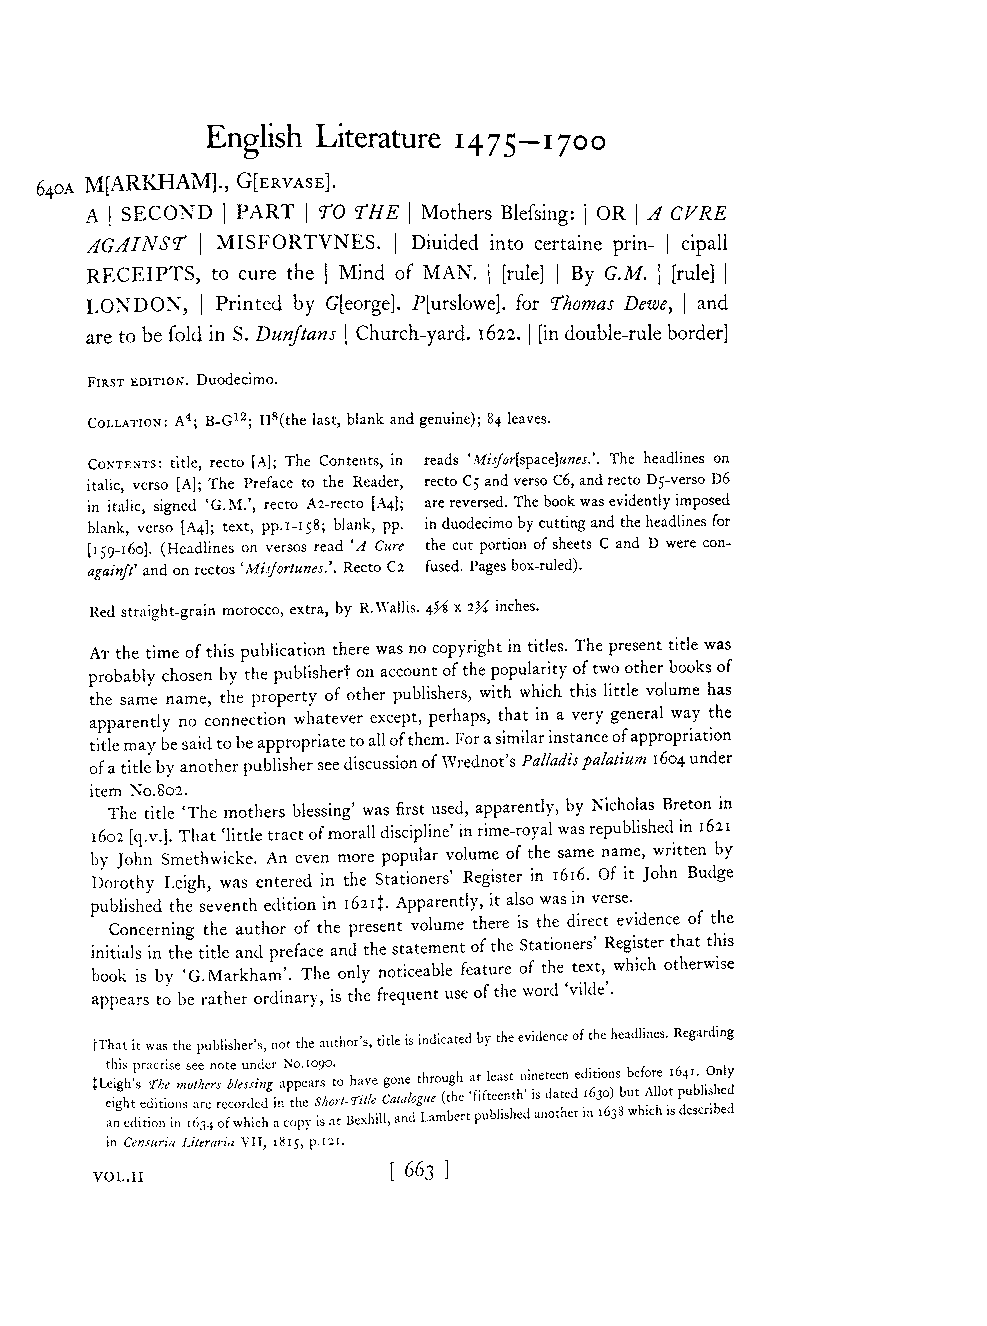 English Literature 1475–1700
640A M[ARKHAM]., G[ERVASE].
A | SECOND | PART | TO THE | Mothers Bleſsing: | OR | A CVRE
AGAINST | MISFORTVNES. | Diuided into certaine prin- | cipall
RECEIPTS, to cure the | Mind of MAN. | [rule] | By G.M. | [rule] |
LONDON, | Printed by G[eorge]. P[urslowe]. for Thomas Dewe, | and
are to be ſold in S. Dunſtans | Church-yard. 1622. | [in double-rule border]
FIRST EDITION. Duodecimo.
COLLATION: A⁴; B-G¹²; H⁸(the last, blank and genuine); 84 leaves.
CONTENTS: title, recto [A]; The Contents, in
italic, verso [A]; The Preface to the Reader,
in italic, signed 'G.M.', recto A2-recto [A4];
blank, verso [A4]; text, pp.1-158; blank, pp.
[159-160]. (Headlines on versos read 'A Cure
againſt' and on rectos 'Misfortunes.'. Recto C2
reads 'Misfor[space]unes.'. The headlines on
recto C5 and verso C6, and recto D5-verso D6
are reversed. The book was evidently imposed
in duodecimo by cutting and the headlines for
the cut portion of sheets C and D were con-
fused. Pages box-ruled).
Red straight-grain morocco, extra, by R.Wallis. 4⅝ x 2¾ inches.
AT the time of this publication there was no copyright in titles. The present title was
probably chosen by the publisher† on account of the popularity of two other books of
the same name, the property of other publishers, with which this little volume has
apparently no connection whatever except, perhaps, that in a very general way the
title may be said to be appropriate to all of them. For a similar instance of appropriation
of a title by another publisher see discussion of Wrednot's Palladis palatium 1604 under
item No.802.
The title 'The mothers blessing' was first used, apparently, by Nicholas Breton in
1602 [q.v.]. That 'little tract of morall discipline' in rime-royal was republished in 1621
by John Smethwicke. An even more popular volume of the same name, written by
Dorothy Leigh, was entered in the Stationers' Register in 1616. Of it John Budge
published the seventh edition in 1621‡. Apparently, it also was in verse.
Concerning the author of the present volume there is the direct evidence of the
initials in the title and preface and the statement of the Stationers' Register that this
book is by 'G.Markham'. The only noticeable feature of the text, which otherwise
appears to be rather ordinary, is the frequent use of the word 'vilde'.
†That it was the publisher's, not the author's, title is indicated by the evidence of the headlines. Regarding
this practise see note under No.1090.
‡Leigh's The mothers blessing appears to have gone through at least nineteen editions before 1641. Only
eight editions are recorded in the Short-Title Catalogue (the 'fifteenth' is dated 1630) but Allot published
an edition in 1634 of which a copy is at Bexhill, and Lambert published another in 1638 which is described
in Censuria Literaria VII, 1815, p.121.
VOL.II
[ 663 ]